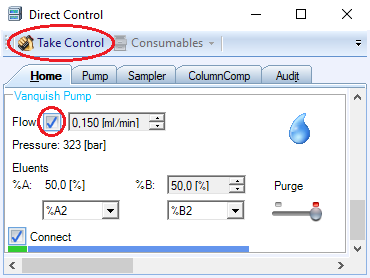 Direct Control
Take Control Consumables
Home Pump Sampler ColumnComp Audit
Vanquish Pump
Flow: 0,150 [ml/min]
Pressure: 323 [bar]
Eluents
%A: 50,0 [%] %B: 50,0 [%] Purge
%A2 %B2
Connect